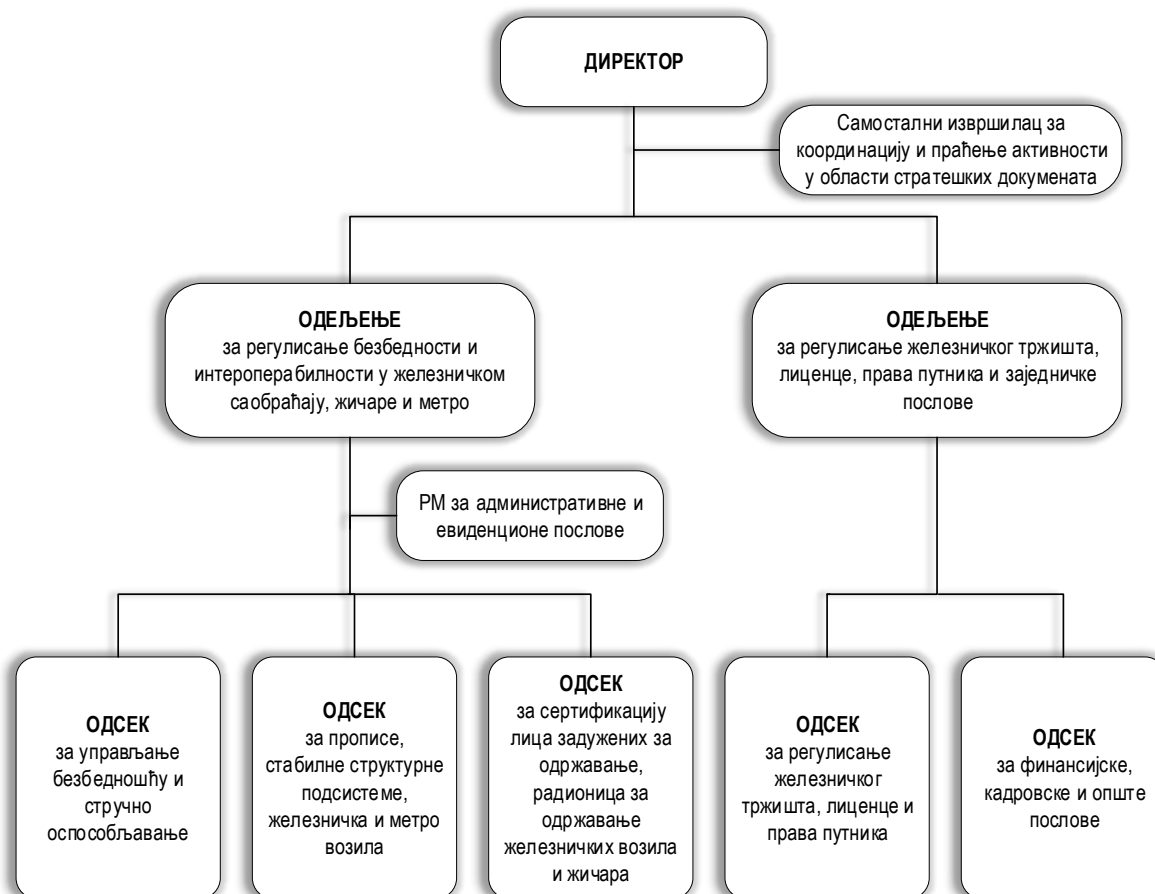 ДИРЕКТОР
Самостални извршилац за
координацију и праћење активности
у области стратешких докумената
ОДЕЉЕЊЕ
за регулисање безбедности и
интероперабилности у железничком
саобраћају, жичаре и метро
ОДЕЉЕЊЕ
за регулисање железничког тржишта,
лиценце, права путника и заједничке
послове
РМ за административне и
евиденционе послове
ОДСЕК
за управљање
безбедношћу и
стручно
оспособљавање
ОДСЕК
за прописе,
стабилне структурне
подсистеме,
железничка и метро
возила
ОДСЕК
за сертификацију
лица задужених за
одржавање,
радионица за
одржавање
железничких возила
и жичара
ОДСЕК
за регулисање
железничког
тржишта, лиценце и
права путника
ОДСЕК
за финансијске,
кадровске и опште
послове